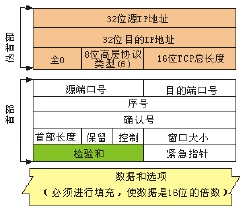 32位源IP地址
32位目的IP地址
全0
8位高层协议
类型(6)
16位TCP总长度
伪首部
源端口号
目的端口号
序号
确认号
首部长度
保留
控制
窗口大小
检验和
紧急指针
首部
数据和选项
(必须进行填充，使数据是16位的倍数)